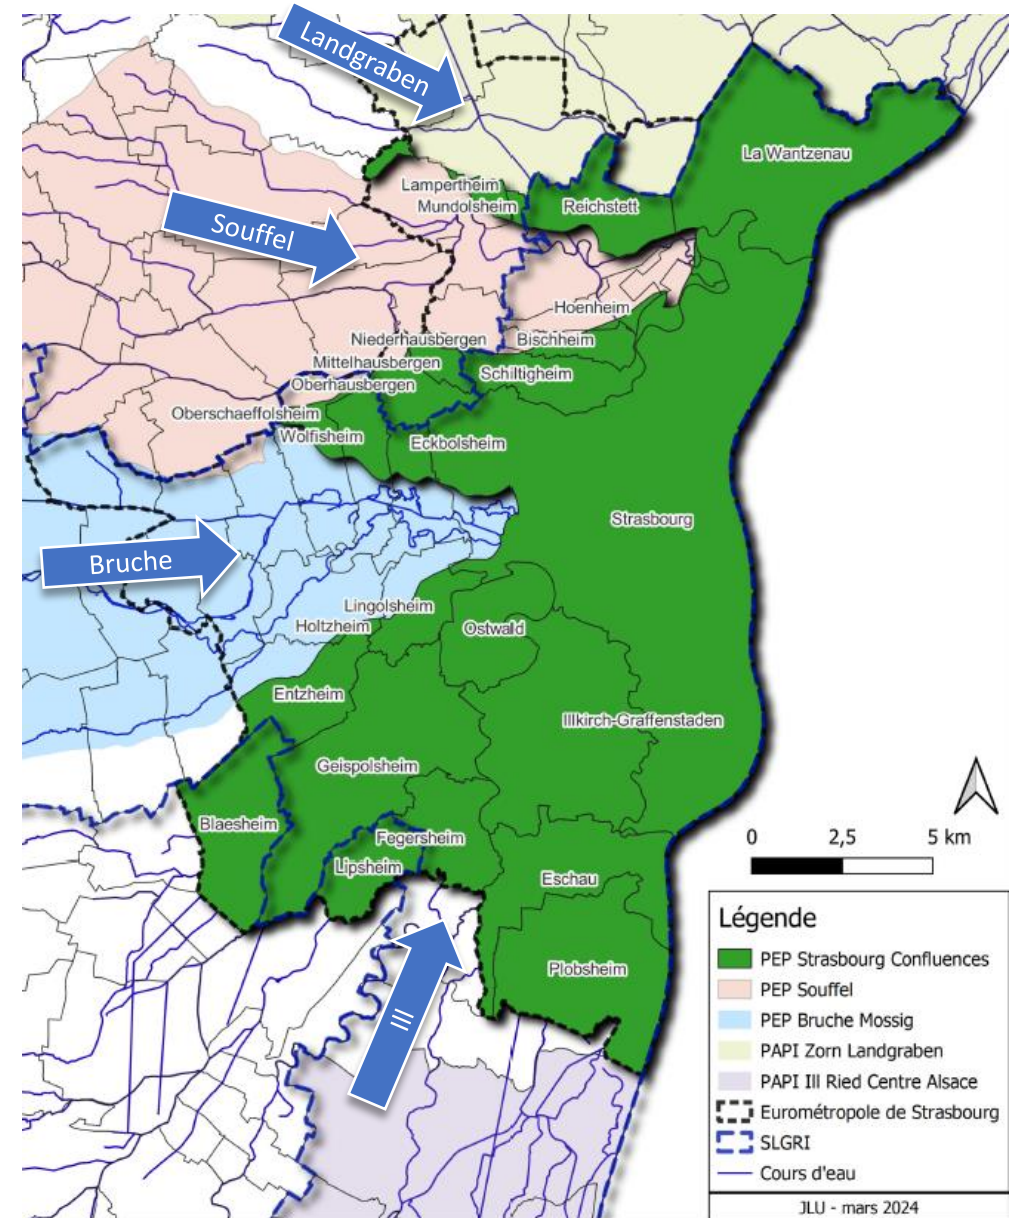 Landgraben
La Wantzenau
Lampertheim
Mundolsheim
Reichstett
Souffel
Hoenheim
Niederhausbergen
Bischheim
Mittelhausbergen
Schiltigheim
Oberhausbergen
Oberschaeffolsheim
Wolfisheim
Eckbolsheim
Strasbourg
Bruche
Lingolsheim
Holtzheim
Ostwald
Entzheim
Illkirch-Graffenstaden
Geispolsheim
Blaesheim
Fegersheim
Lipsheim
Eschau
Plobsheim
Ill
0 2,5 5 km
Légende
PEP Strasbourg Confluences
PEP Souffel
PEP Bruche Mossig
PAPI Zorn Landgraben
PAPI Ill Ried Centre Alsace
Eurométropole de Strasbourg
SLGRI
Cours d'eau
JLU - mars 2024